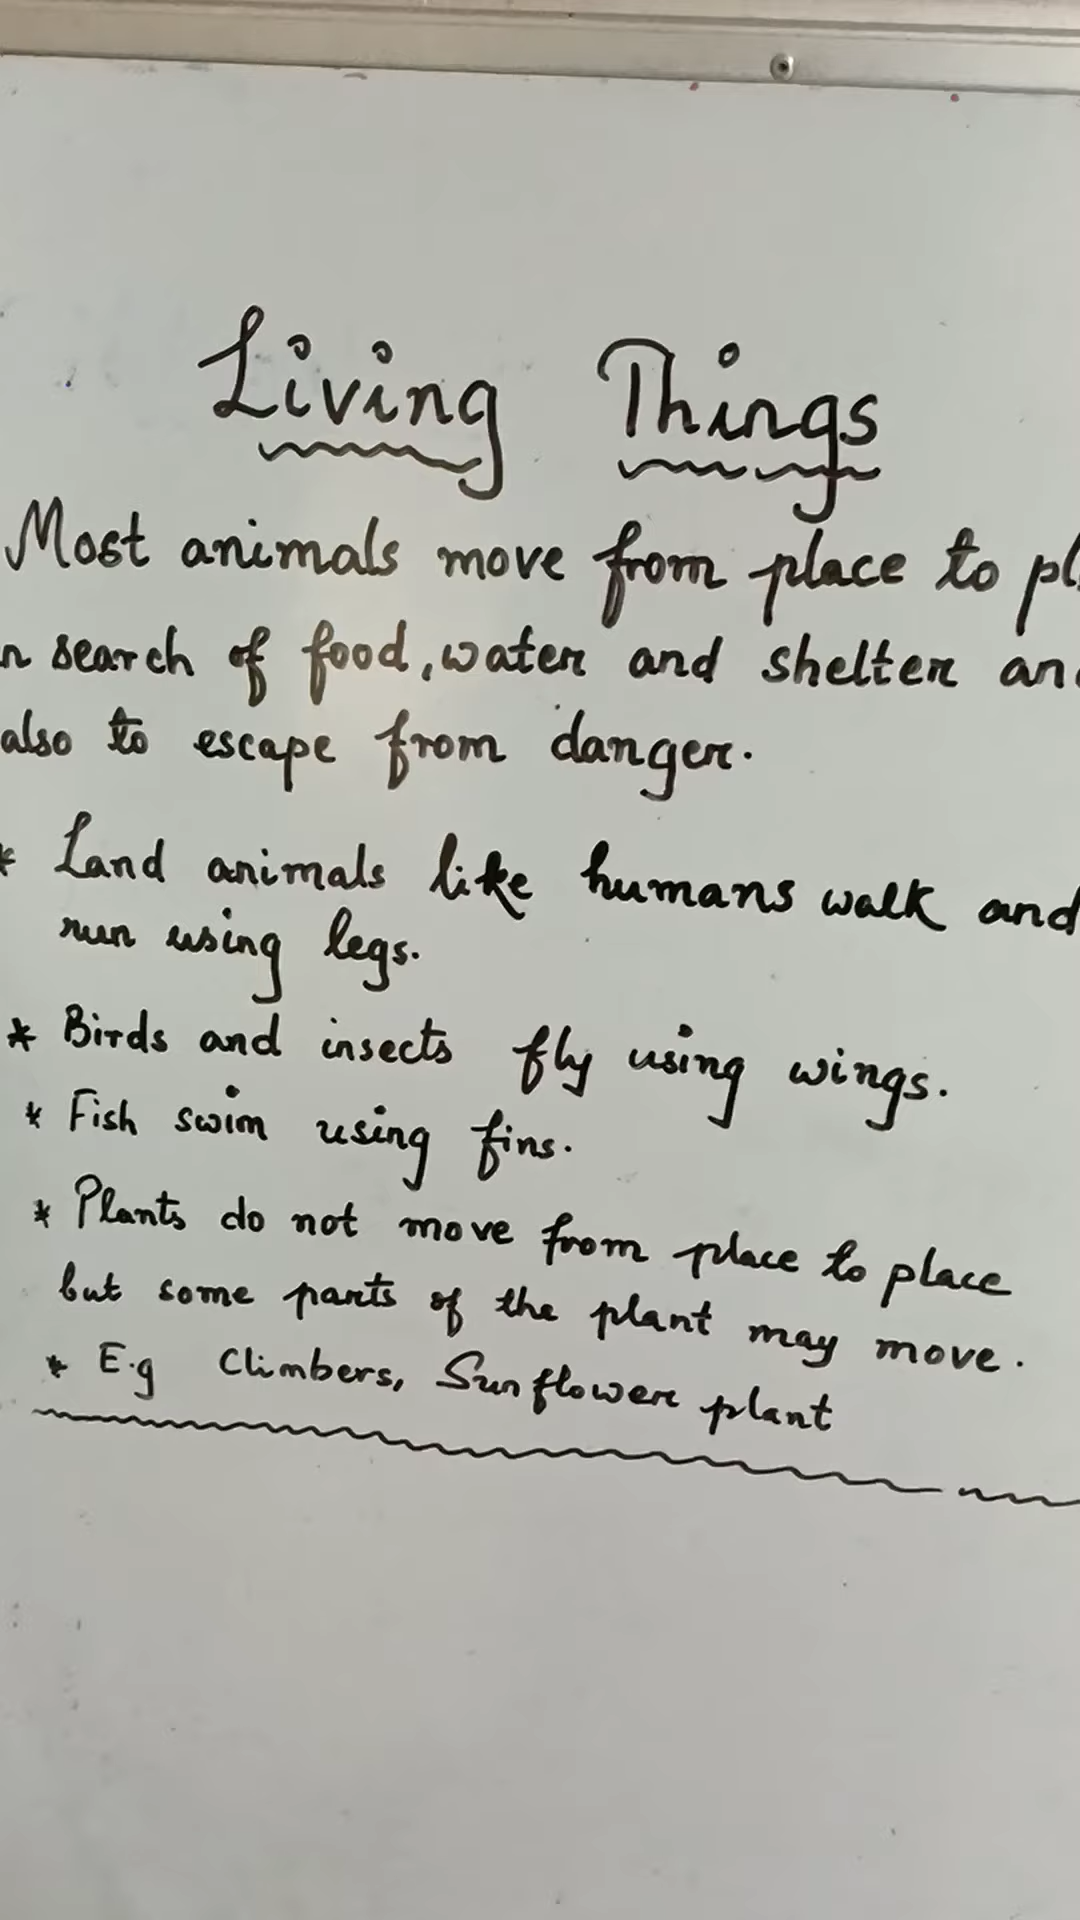 Living Things
Most animals move from place to pl
n search of food, water and shelter an
also to escape from danger.
* Land animals like humans walk and
run using legs.
* Birds and insects fly using wings.
* Fish swim using fins.
* Plants do not move from place to place
but some parts of the plant may move.
* E.g Climbers, Sunflower plant